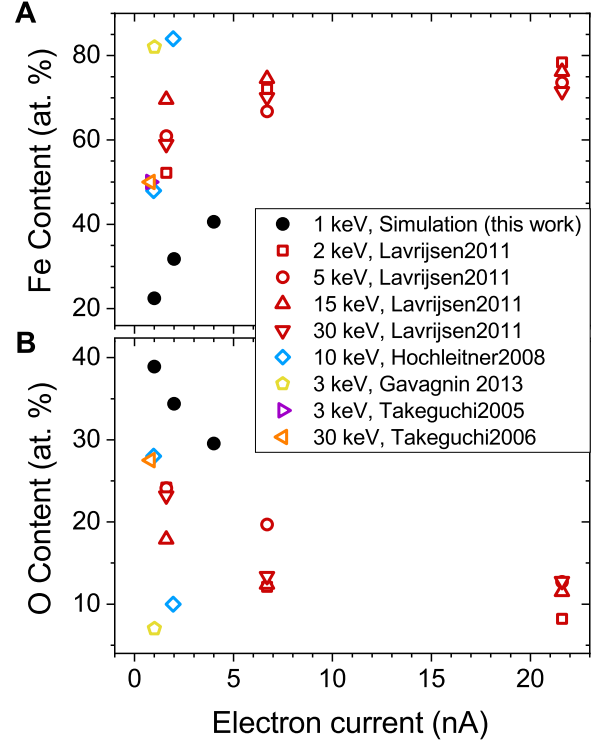 A
Fe Content (at. %)
80
60
40
20
1 keV, Simulation (this work)
2 keV, Lavrijsen2011
5 keV, Lavrijsen2011
15 keV, Lavrijsen2011
30 keV, Lavrijsen2011
10 keV, Hochleitner2008
3 keV, Gavagnin 2013
3 keV, Takeguchi2005
30 keV, Takeguchi2006
B
O Content (at. %)
40
30
20
10
0 5 10 15 20
Electron current (nA)